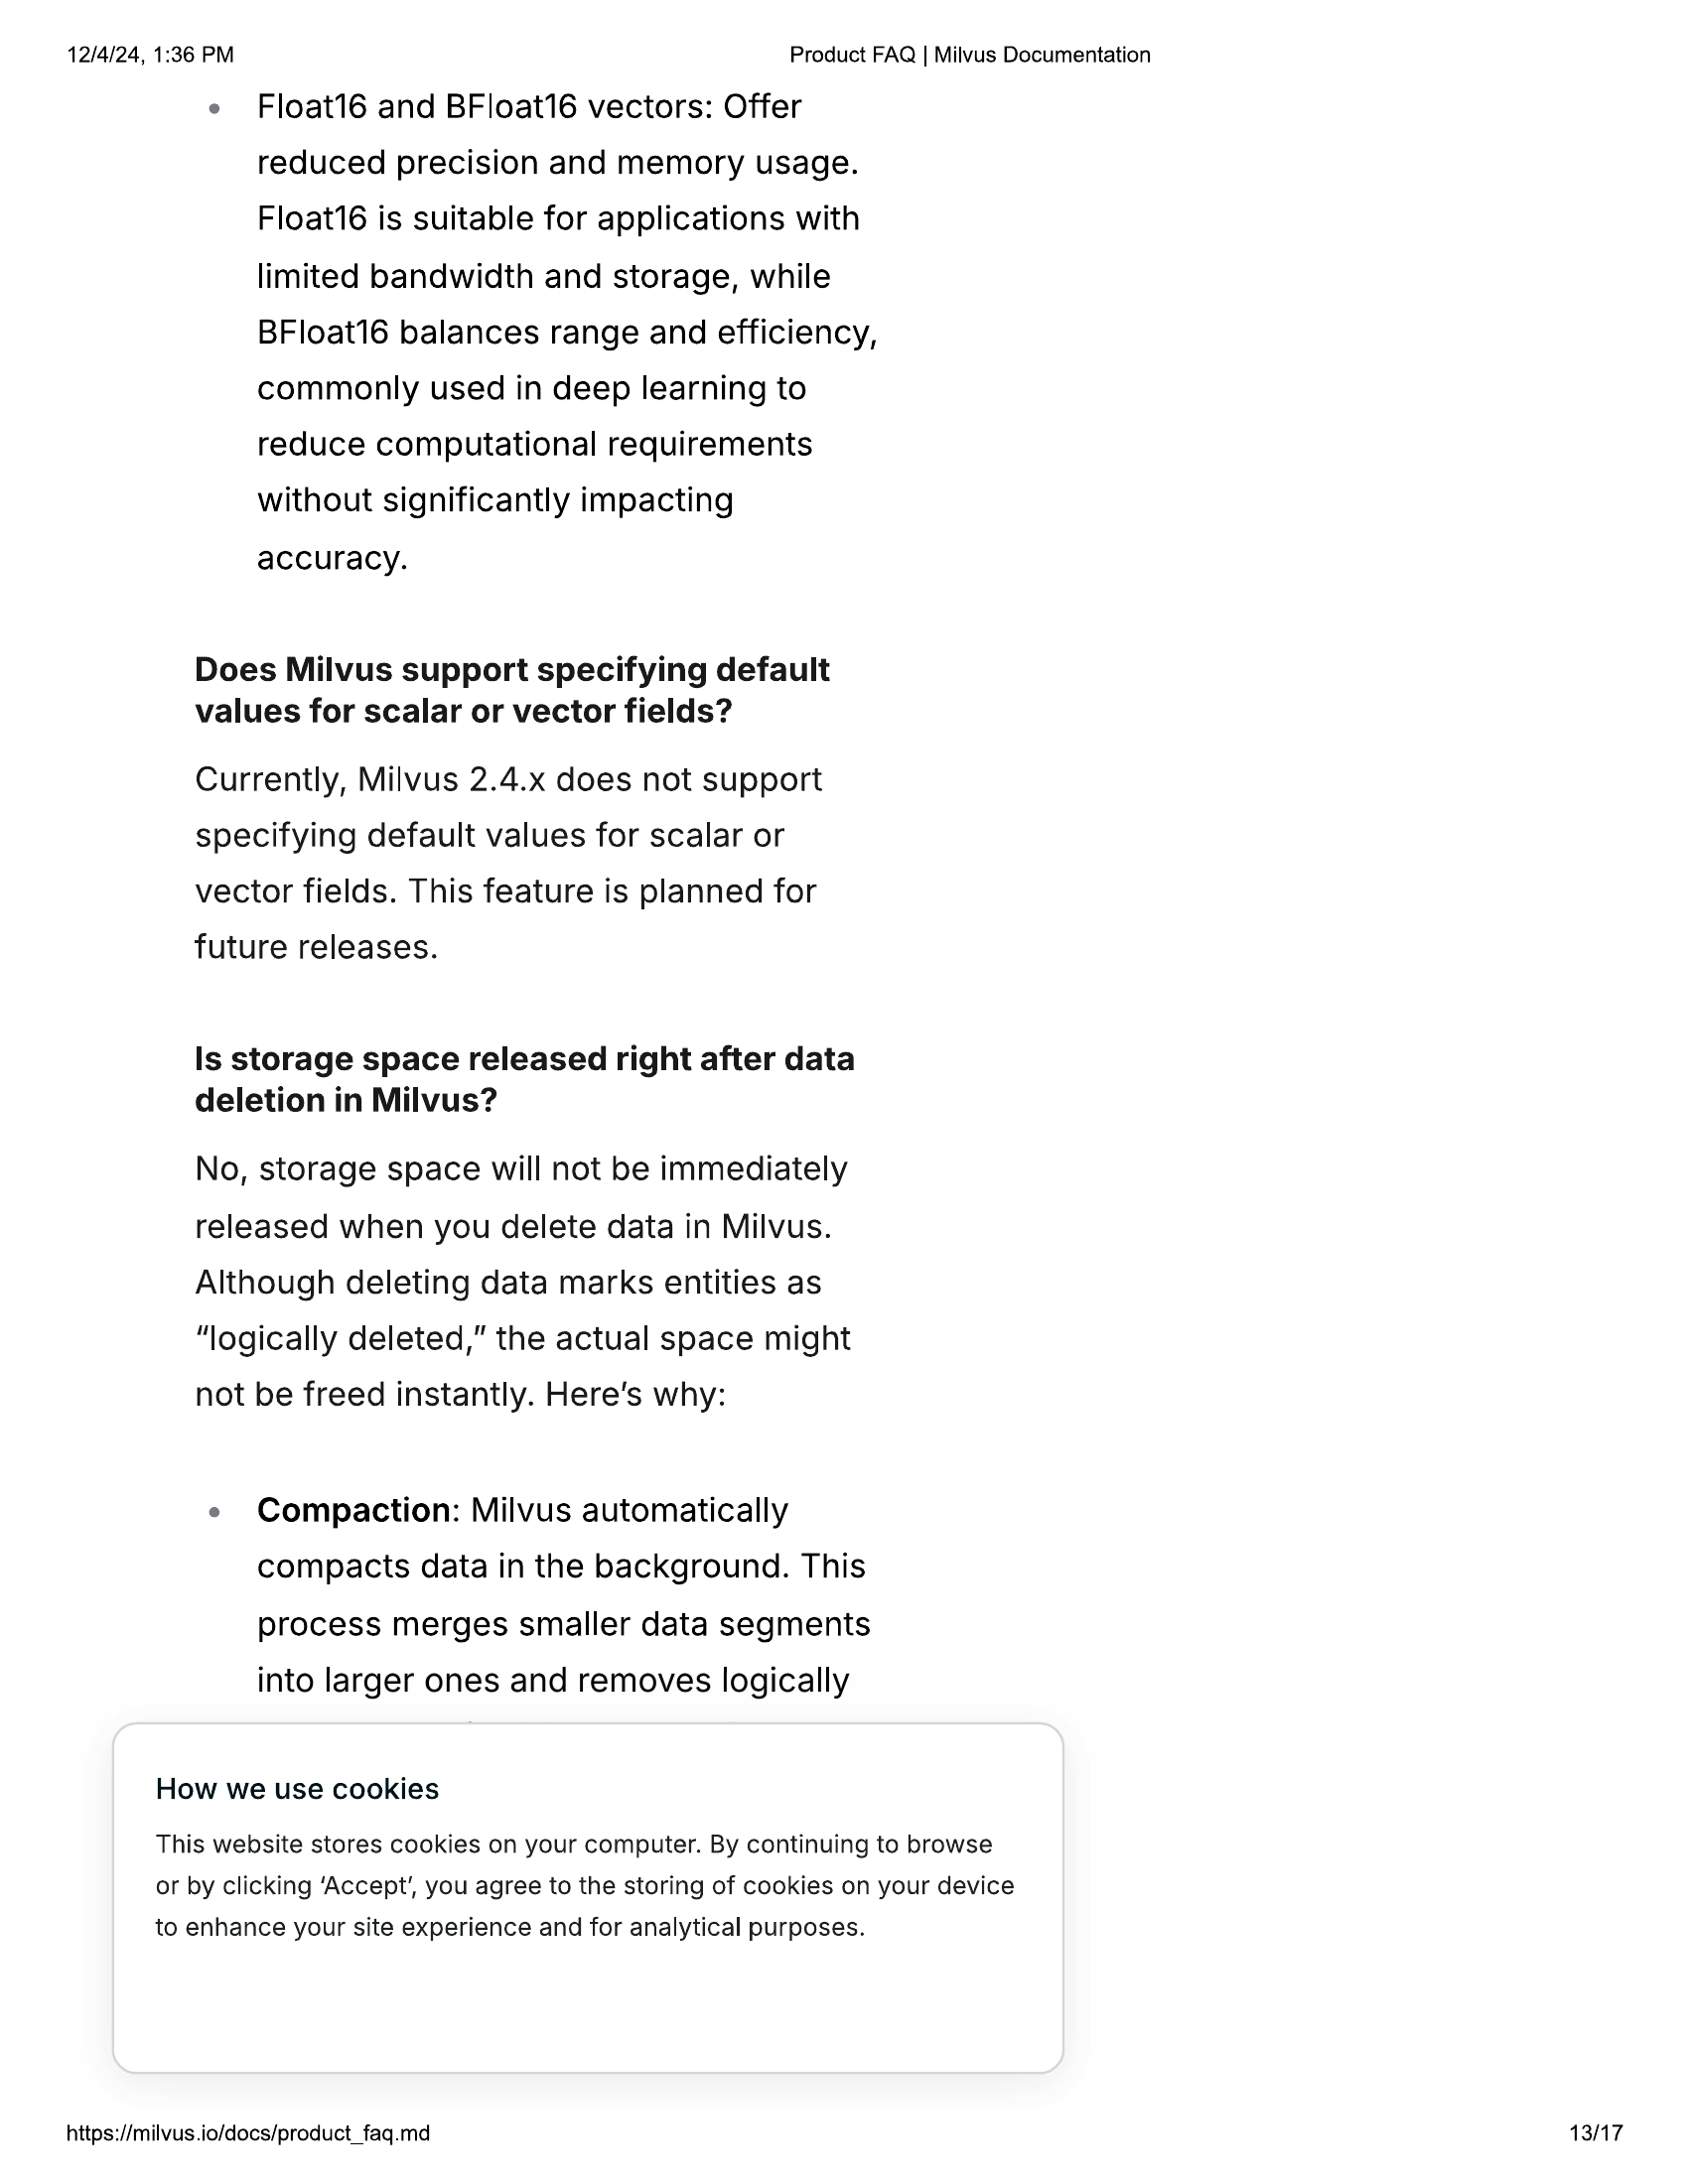 12/4/24, 1:36 PM
Product FAQ | Milvus Documentation
Float16 and BFloat16 vectors: Offer
reduced precision and memory usage.
Float16 is suitable for applications with
limited bandwidth and storage, while
BFloat16 balances range and efficiency,
commonly used in deep learning to
reduce computational requirements
without significantly impacting
accuracy.
Does Milvus support specifying default
values for scalar or vector fields?
Currently, Milvus 2.4.x does not support
specifying default values for scalar or
vector fields. This feature is planned for
future releases.
Is storage space released right after data
deletion in Milvus?
No, storage space will not be immediately
released when you delete data in Milvus.
Although deleting data marks entities as
“logically deleted,” the actual space might
not be freed instantly. Here’s why:
Compaction: Milvus automatically
compacts data in the background. This
process merges smaller data segments
into larger ones and removes logically
How we use cookies
This website stores cookies on your computer. By continuing to browse
or by clicking ‘Accept’, you agree to the storing of cookies on your device
to enhance your site experience and for analytical purposes.
https://milvus.io/docs/product_faq.md
13/17